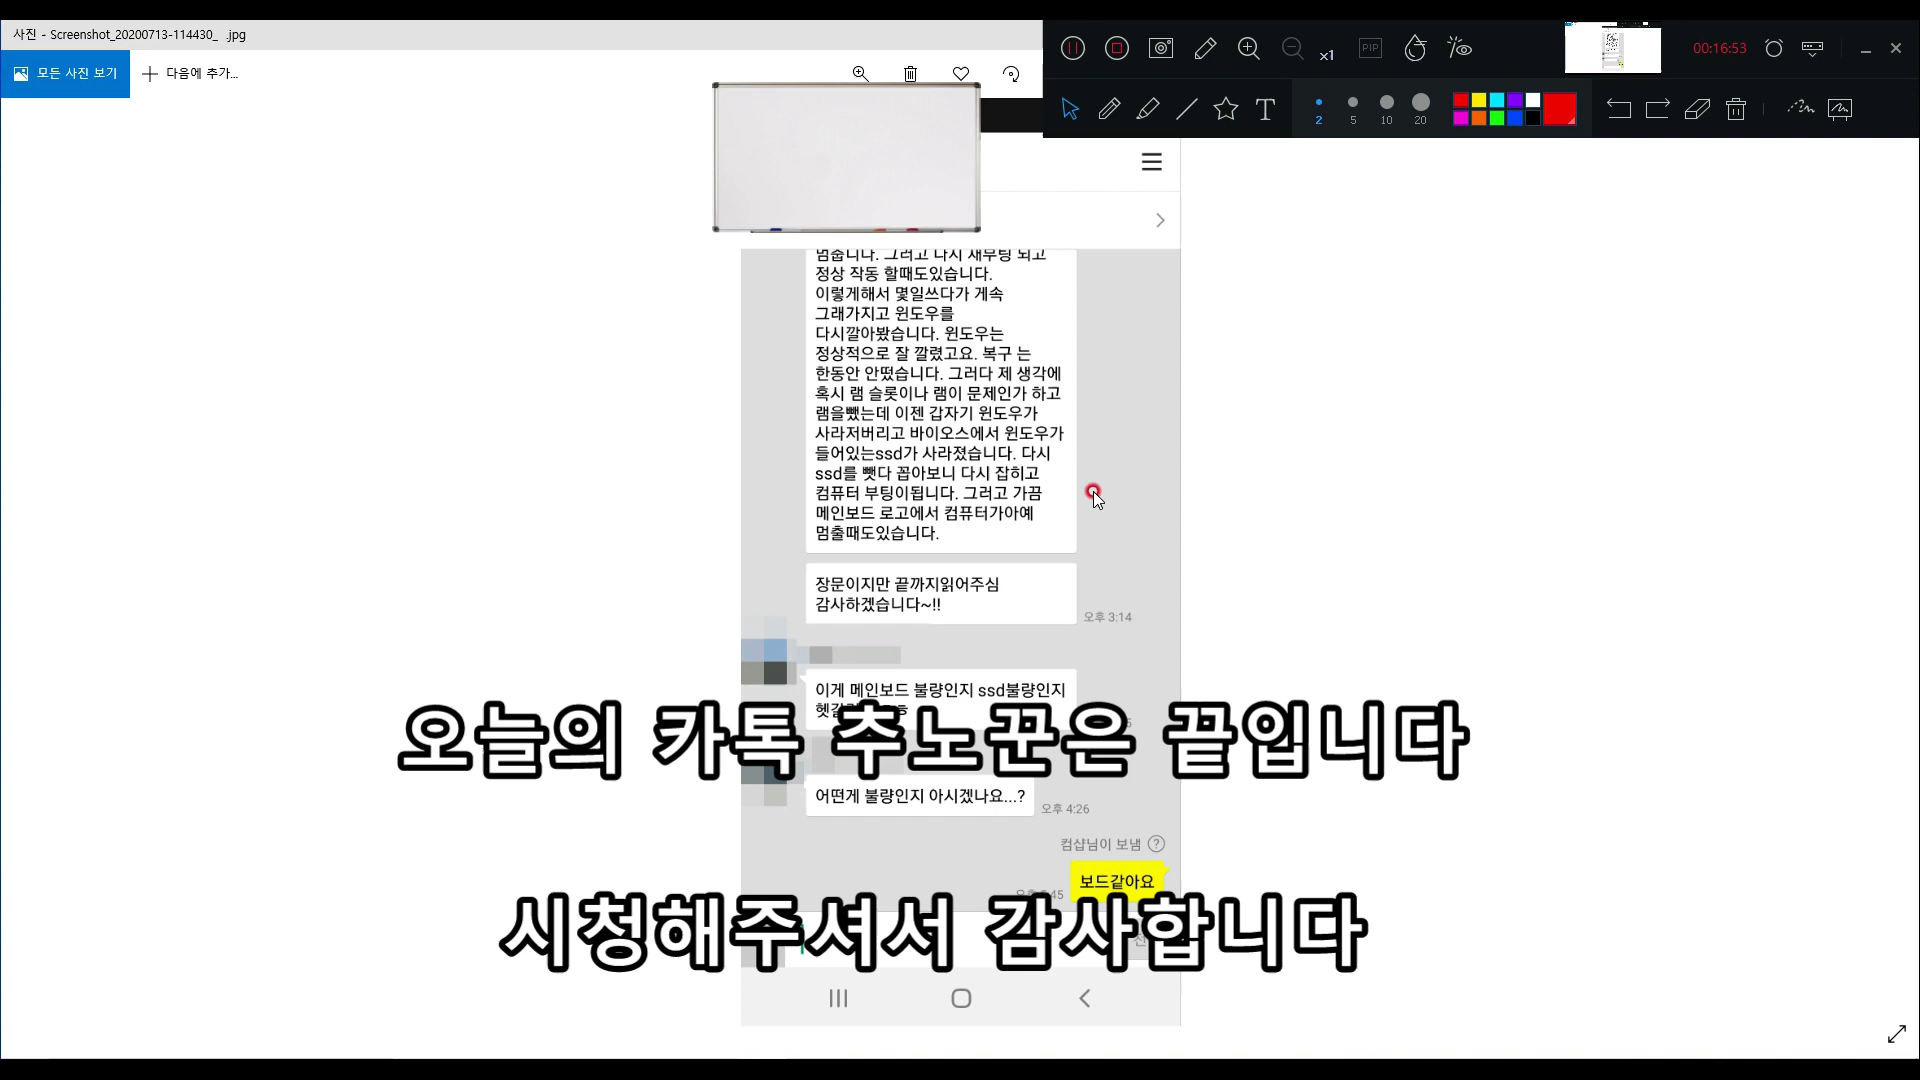 사진 - Screenshot_20200713-114430_ .jpg
모든 사진 보기
다음에 추가...
x1
PIP
00:16:53
T
2
5
10
20
멈춥니다. 그러고 다시 재부팅 되고
정상 작동 할때도있습니다.
이렇게해서 몇일쓰다가 계속
그래가지고 윈도우를
다시깔아봤습니다. 윈도우는
정상적으로 잘 깔렸고요. 복구 는
한동안 안떴습니다. 그러다 제 생각에
혹시 램 슬롯이나 램이 문제인가 하고
램을뺐는데 이젠 갑자기 윈도우가
사라저버리고 바이오스에서 윈도우가
들어있는ssd가 사라졌습니다. 다시
ssd를 뺏다 꼽아보니 다시 잡히고
컴퓨터 부팅이됩니다. 그러고 가끔
메인보드 로고에서 컴퓨터가아예
멈출때도있습니다.
장문이지만 끝까지읽어주심
감사하겠습니다~!!
오후 3:14
이게 메인보드 불량인지 ssd불량인지
오늘의 카톡 추노꾼은 끝입니다
어떤게 불량인지 아시겠나요...?
오후 4:26
컴샵님이 보냄
보드같아요
시청해주셔서 감사합니다